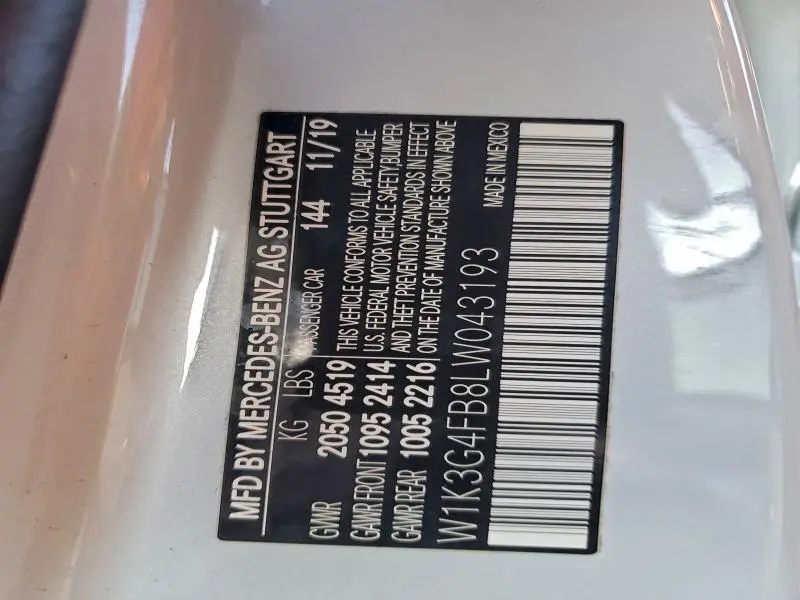 MFD BY MERCEDES-BENZ AG STUTTGART
KG LBS PASSENGER CAR 144 11/19
GVWR 2050 4519
GAWR FRONT 1095 2414
GAWR REAR 1005 2216
THIS VEHICLE CONFORMS TO ALL APPLICABLE
U.S. FEDERAL MOTOR VEHICLE SAFETY, BUMPER
AND THEFT PREVENTION STANDARDS IN EFFECT
ON THE DATE OF MANUFACTURE SHOWN ABOVE
W1K3G4FB8LW043193 MADE IN MEXICO